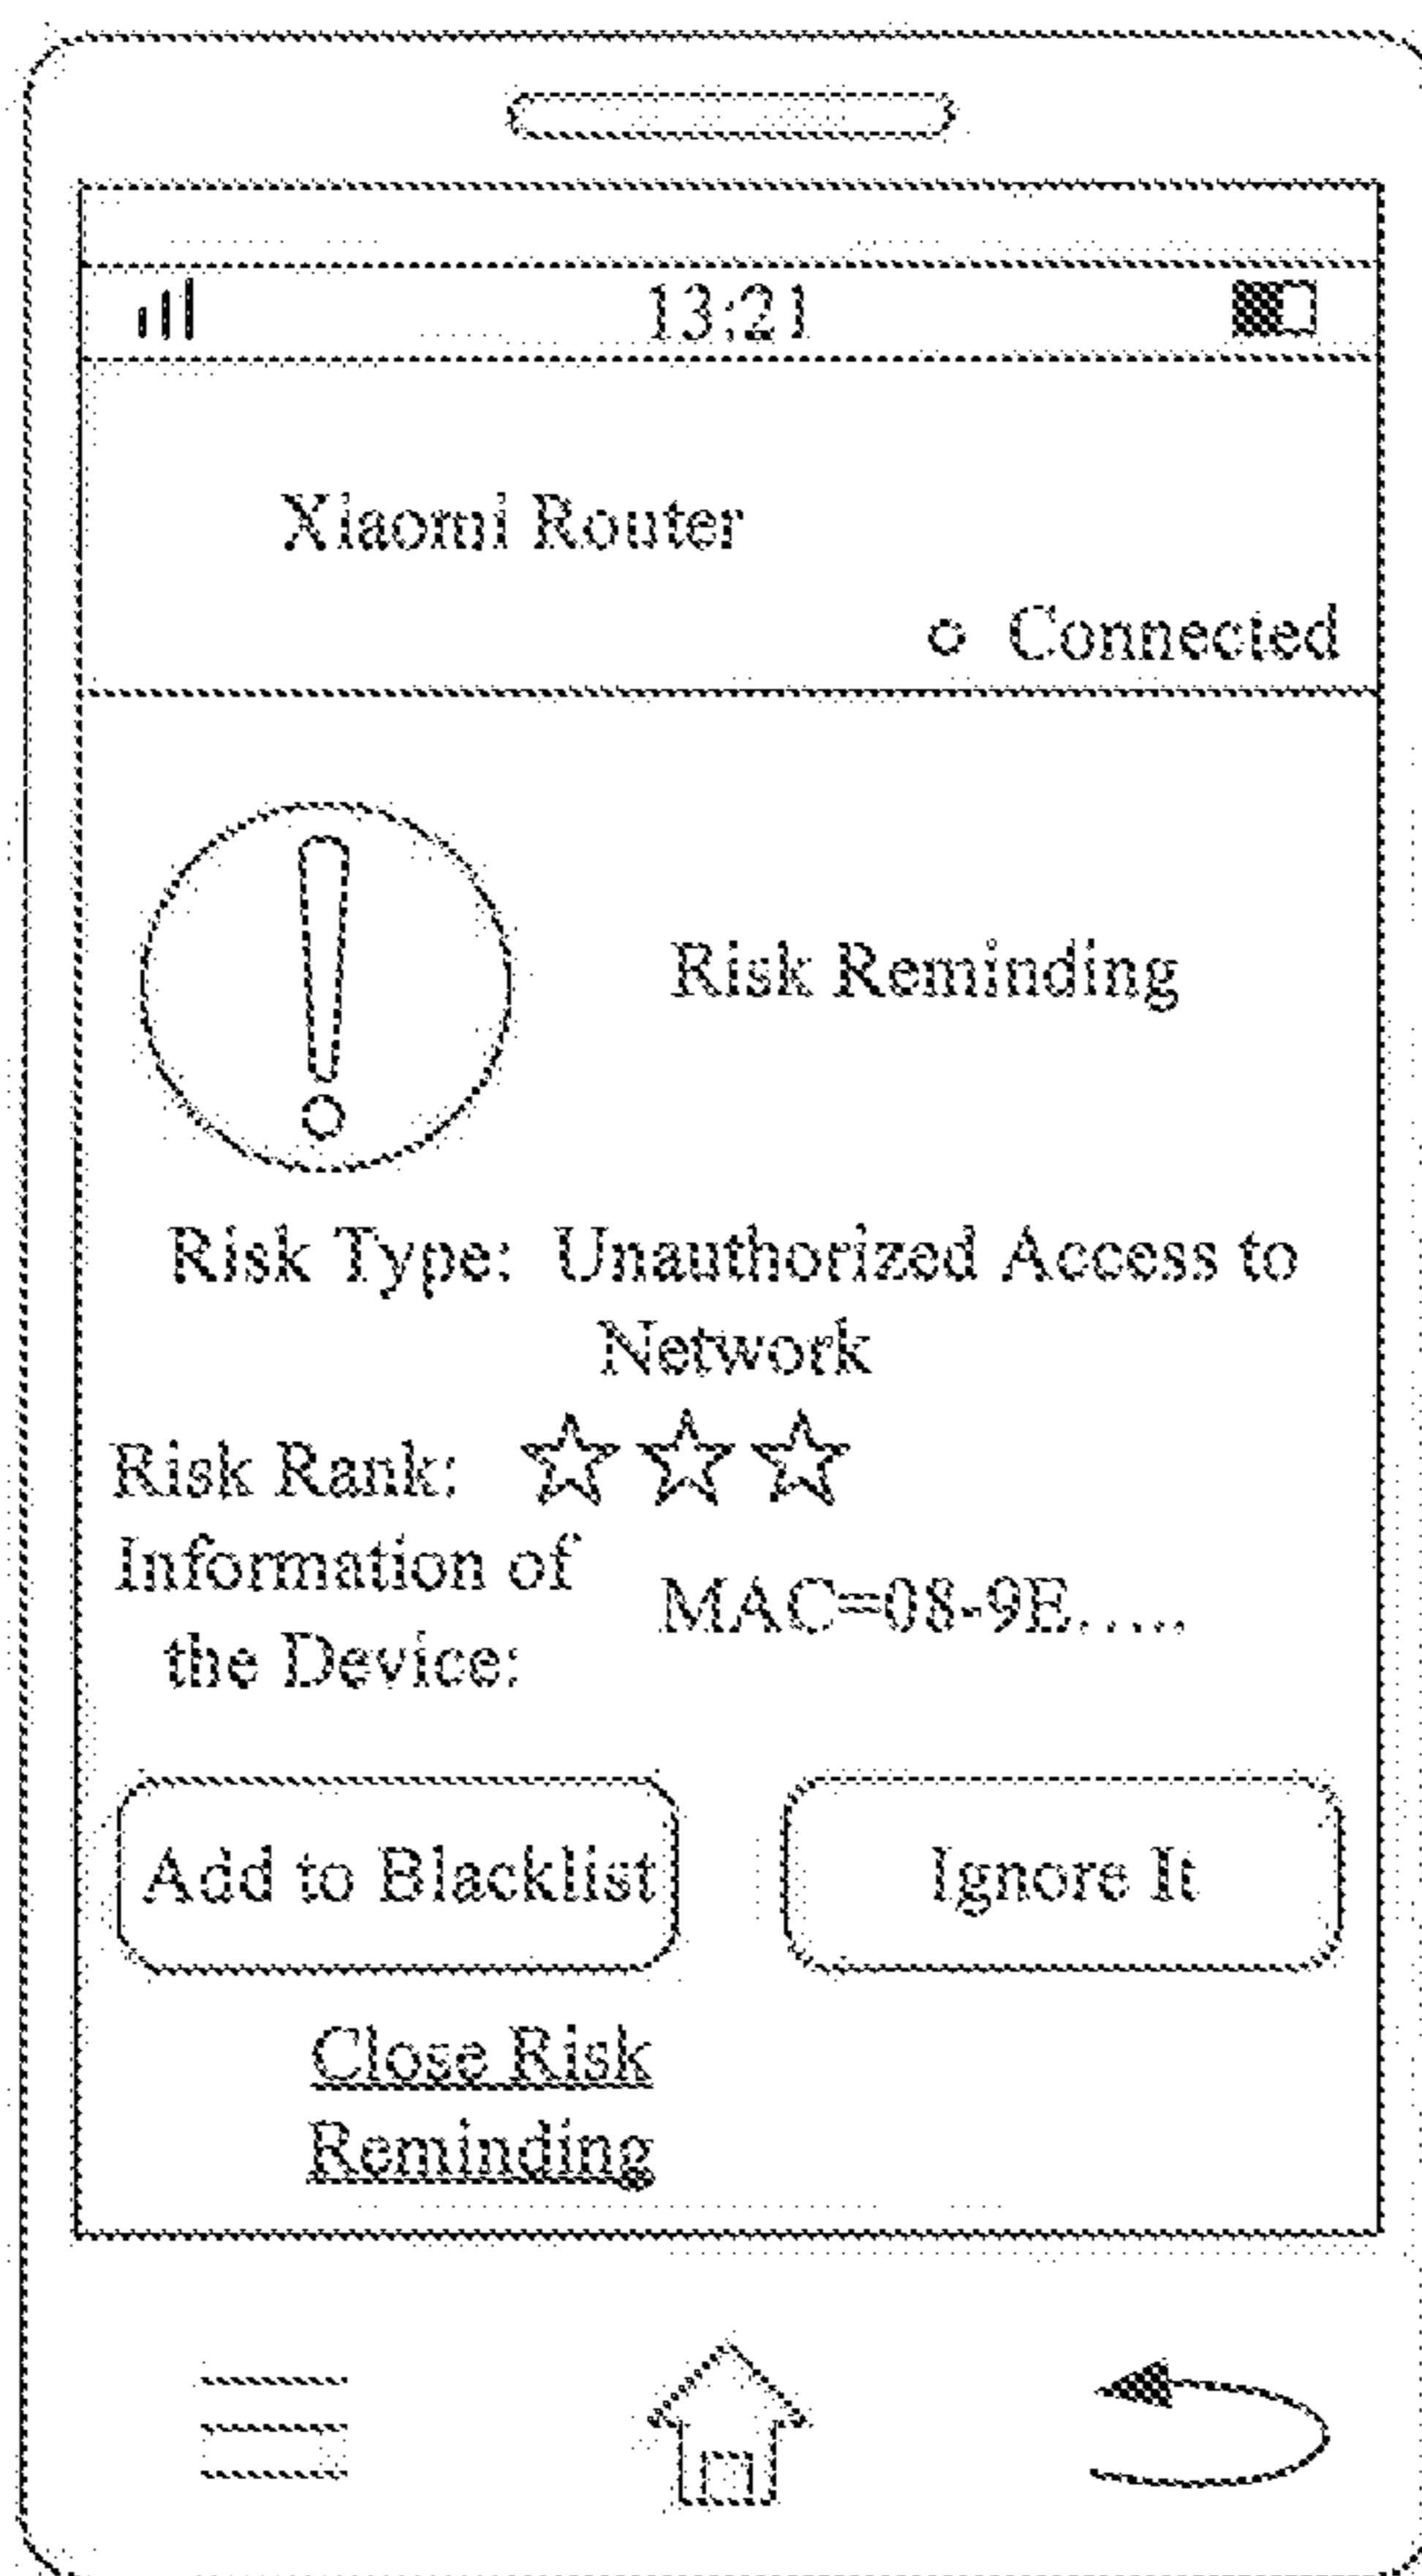 13:21
Xiaomi Router
Connected
Risk Reminding
Risk Type: Unauthorized Access to
Network
Risk Rank:
Information of
the Device:
MAC=08-9E.....
Add to Blacklist
Ignore It
Close Risk
Reminding